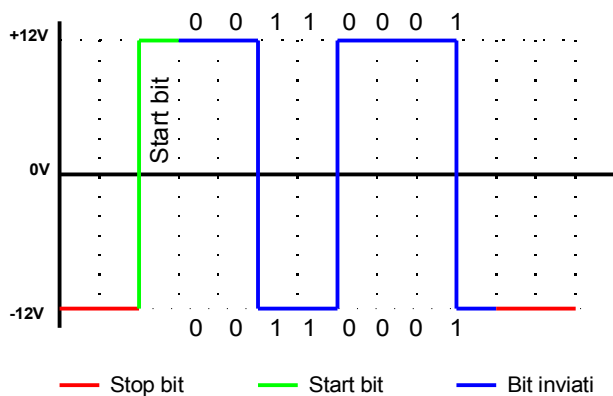 0 0 1 1 0 0 0 1
+12V
Start bit
0V
-12V
0 0 1 1 0 0 0 1
Stop bit Start bit Bit inviati